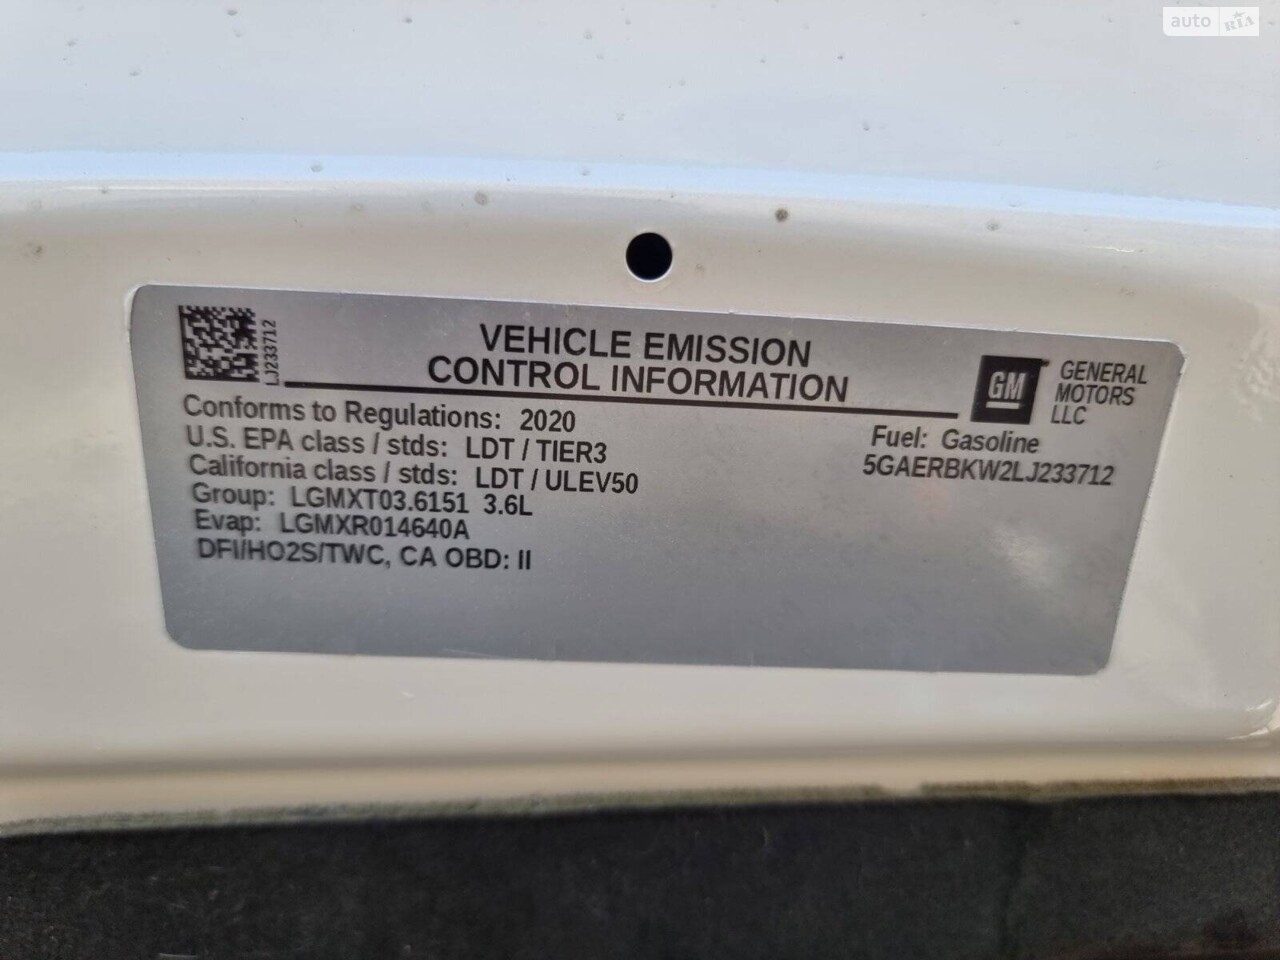 auto RIA
LJ233712
VEHICLE EMISSION
CONTROL INFORMATION
GM
GENERAL
MOTORS
LLC
Conforms to Regulations: 2020
U.S. EPA class / stds: LDT / TIER3
California class / stds: LDT / ULEV50
Group: LGMXT03.6151 3.6L
Evap: LGMXR014640A
DFI/HO2S/TWC, CA OBD: II
Fuel: Gasoline
5GAERBKW2LJ233712